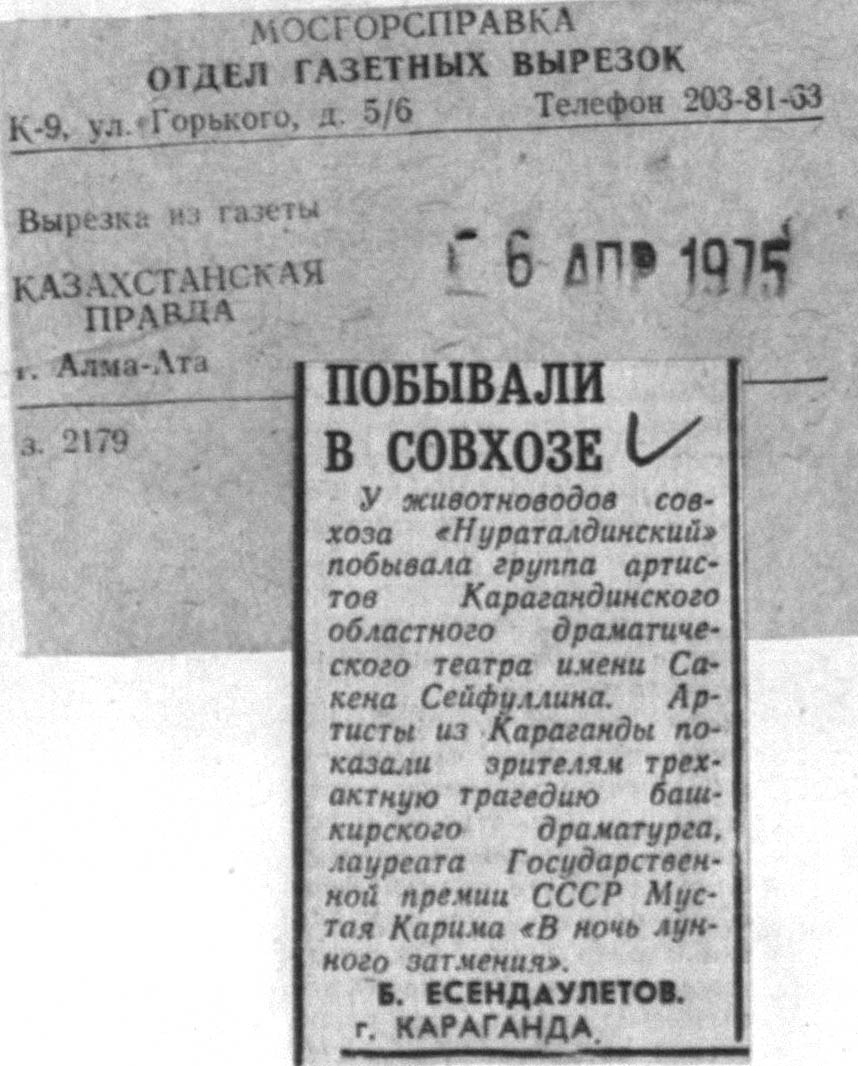 МОСГОРСПРАВКА
ОТДЕЛ ГАЗЕТНЫХ ВЫРЕЗОК
К-9, ул. Горького, д. 5/6 Телефон 203-81-63
Вырезка из газеты
КАЗАХСТАНСКАЯ
ПРАВДА
г. Алма-Ата
6 АПР 1975
з. 2179
ПОБЫВАЛИ
В СОВХОЗЕ
У животноводов сов-
хоза «Нураталдинский»
побывала группа артис-
тов Карагандинского
областного драматиче-
ского театра имени Са-
кена Сейфуллина. Ар-
тисты из Караганды по-
казали зрителям трех-
актную трагедию баш-
кирского драматурга,
лауреата Государствен-
ной премии СССР Мус-
тая Карима «В ночь лун-
ного затмения».
Б. ЕСЕНДАУЛЕТОВ.
г. КАРАГАНДА.